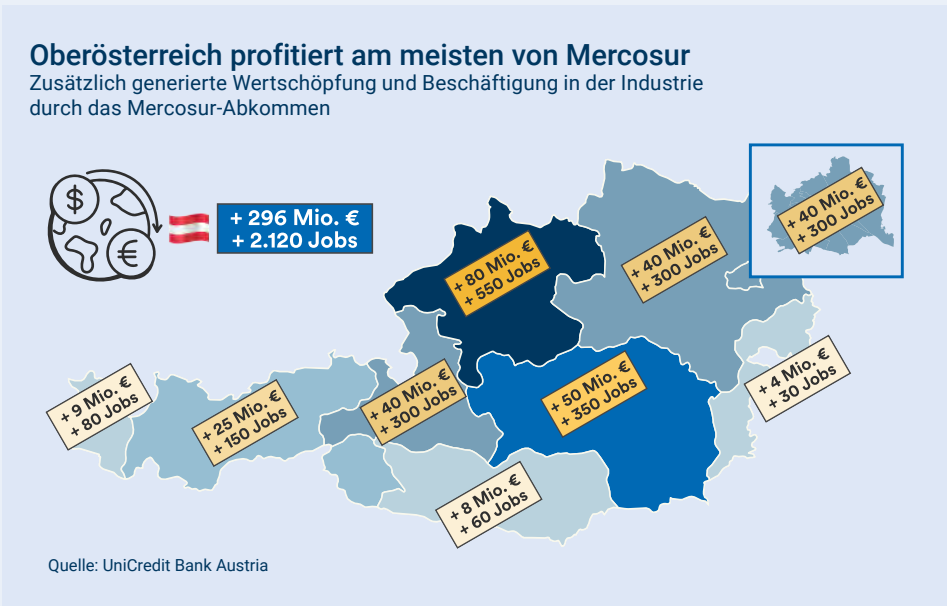 Oberösterreich profitiert am meisten von Mercosur
Zusätzlich generierte Wertschöpfung und Beschäftigung in der Industrie
durch das Mercosur-Abkommen
$
€
+ 296 Mio. €
+ 2.120 Jobs
+ 40 Mio. €
+ 300 Jobs
+ 80 Mio. €
+ 550 Jobs
+ 40 Mio. €
+ 300 Jobs
+ 9 Mio. €
+ 80 Jobs
+ 25 Mio. €
+ 150 Jobs
+ 40 Mio. €
+ 300 Jobs
+ 50 Mio. €
+ 350 Jobs
+ 4 Mio. €
+ 30 Jobs
+ 8 Mio. €
+ 60 Jobs
Quelle: UniCredit Bank Austria